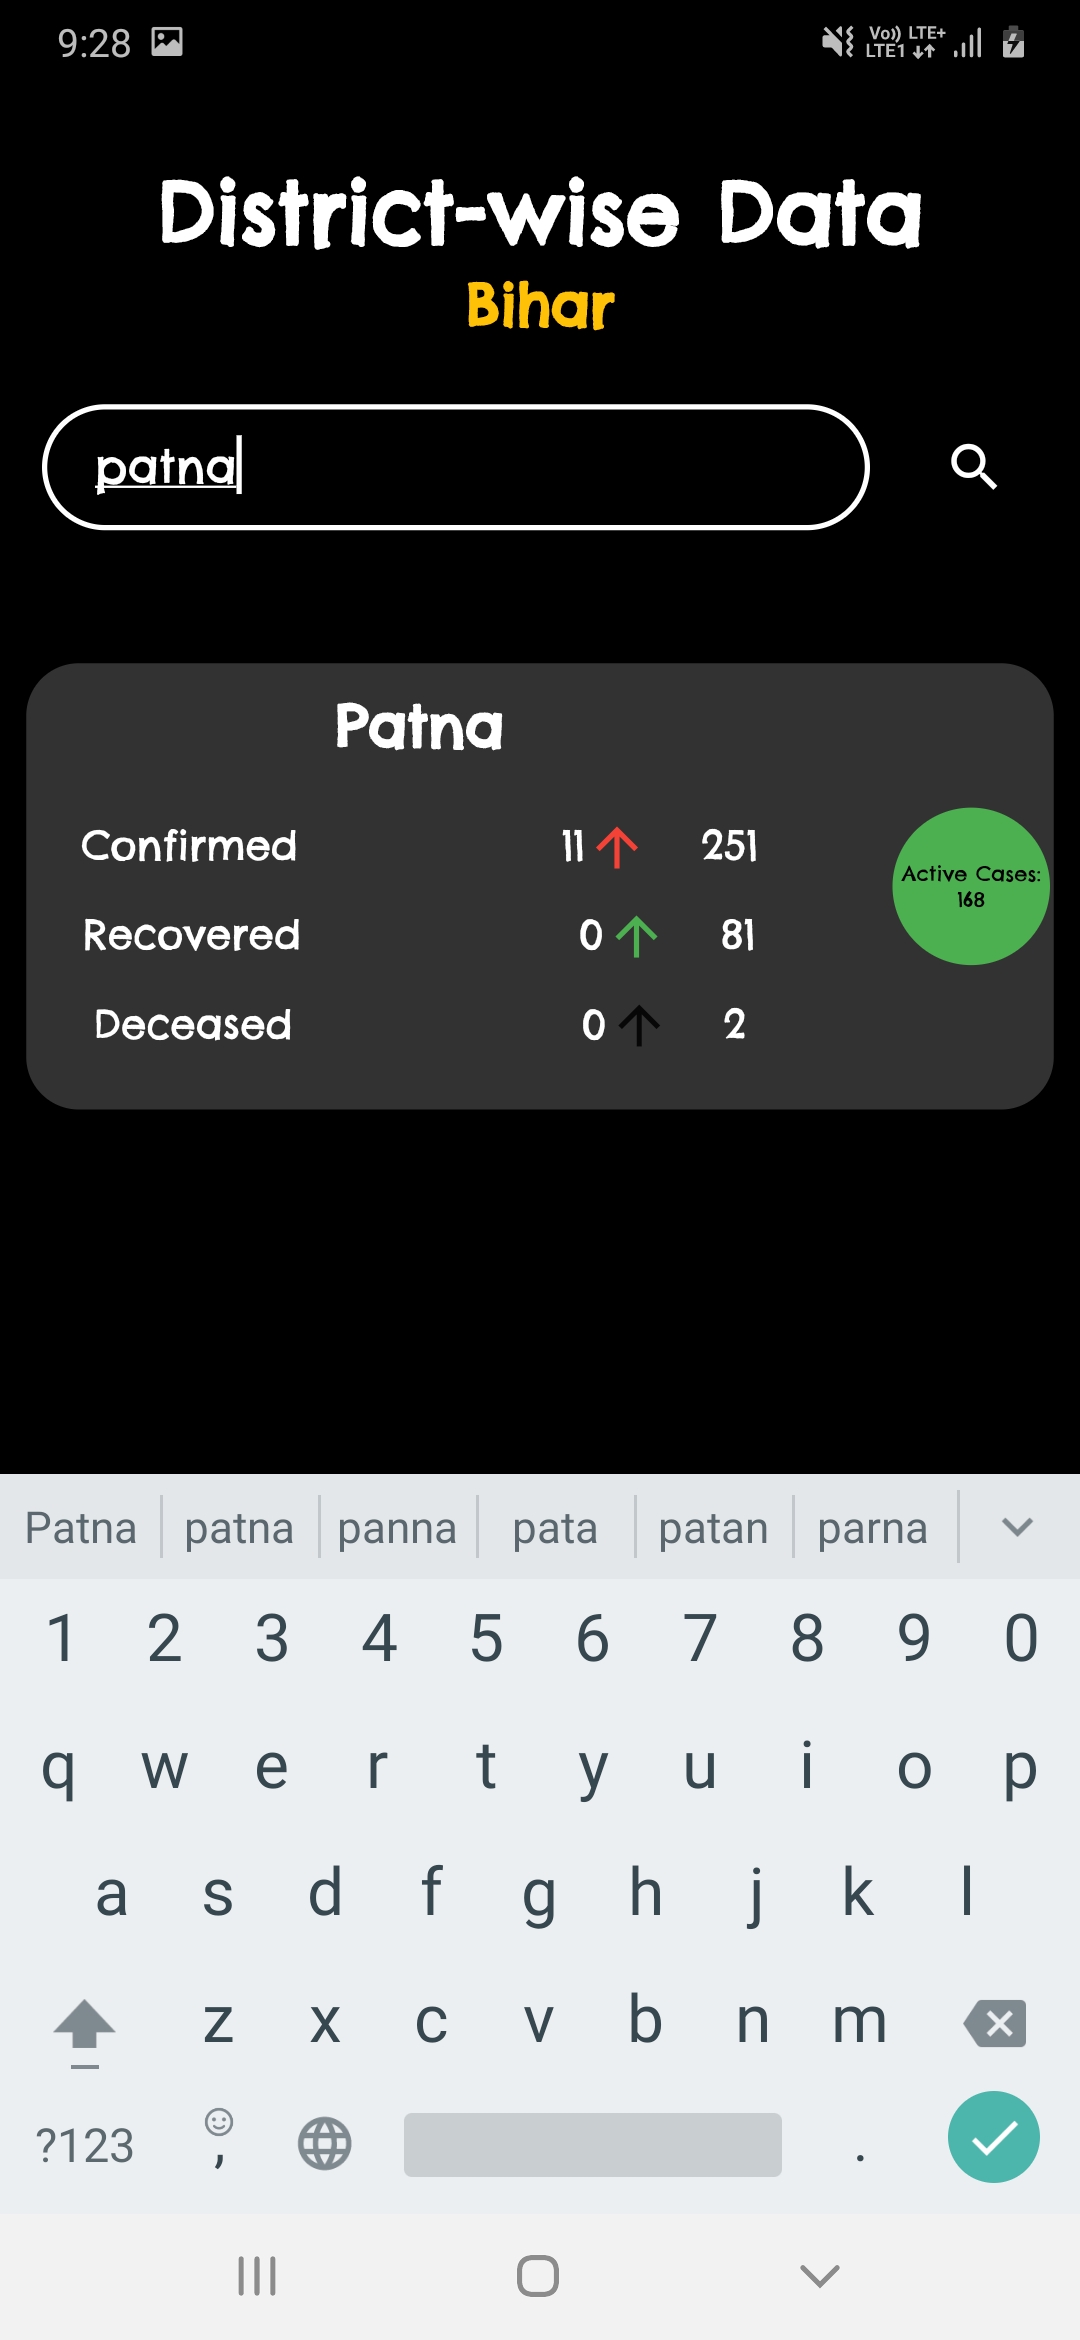 9:28 Vo)) LTE+
LTE1
District-wise Data
Bihar
patna
Patna
Confirmed 11 251
Active Cases:
168
Recovered 0 81
Deceased 0 2
Patna patna panna pata patan parna
1 2 3 4 5 6 7 8 9 0
q w e r t y u i o p
a s d f g h j k l
z x c v b n m
?123 , .